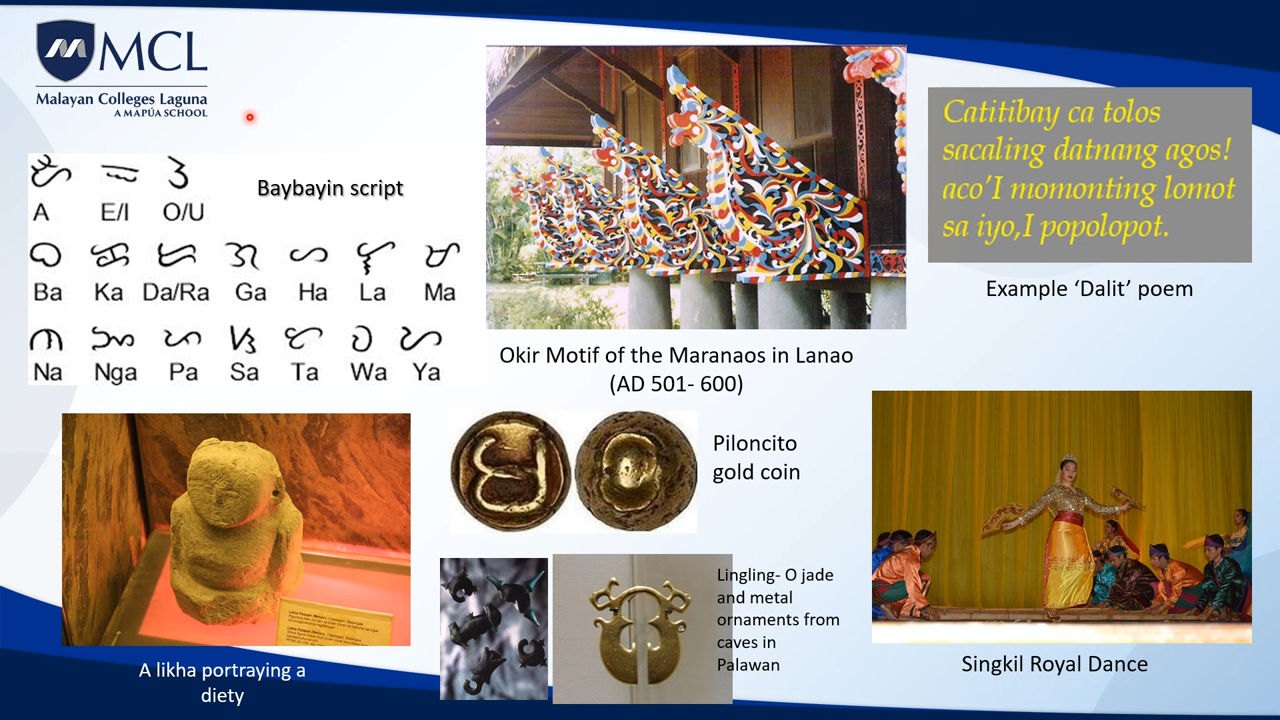 MCL
Malayan Colleges Laguna
A MAPÚA SCHOOL
A E/I O/U
Baybayin script
Ba Ka Da/Ra Ga Ha La Ma
Na Nga Pa Sa Ta Wa Ya
Okir Motif of the Maranaos in Lanao
(AD 501- 600)
Catitibay ca tolos
sacaling datnang agos!
aco’I momonting lomot
sa iyo,I popolopot.
Example ‘Dalit’ poem
A likha portraying a
diety
Piloncito
gold coin
Lingling- O jade
and metal
ornaments from
caves in
Palawan
Singkil Royal Dance